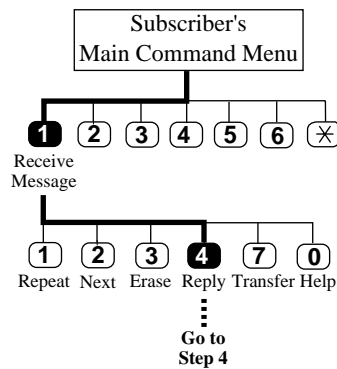 Subscriber's
Main Command Menu
1 2 3 4 5 6 *
Receive
Message
1 2 3 4 7 0
Repeat Next Erase Reply Transfer Help
Go to
Step 4